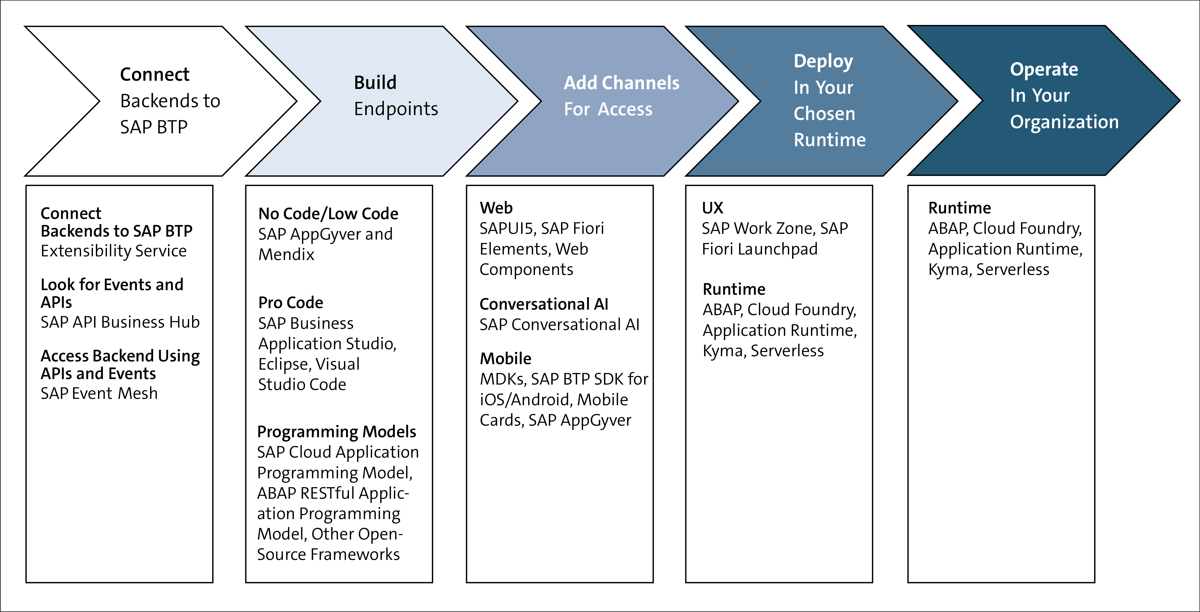 Connect
Backends to
SAP BTP
Build
Endpoints
Add Channels
For Access
Deploy
In Your
Chosen
Runtime
Operate
In Your
Organization
Connect
Backends to SAP BTP
Extensibility Service
Look for Events and
APIs
SAP API Business Hub
Access Backend Using
APIs and Events
SAP Event Mesh
No Code/Low Code
SAP AppGyver and
Mendix
Pro Code
SAP Business
Application Studio,
Eclipse, Visual
Studio Code
Programming Models
SAP Cloud Application
Programming Model,
ABAP RESTful Applic-
ation Programming
Model, Other Open-
Source Frameworks
Web
SAPUI5, SAP Fiori
Elements, Web
Components
Conversational AI
SAP Conversational AI
Mobile
MDKs, SAP BTP SDK for
iOS/Android, Mobile
Cards, SAP AppGyver
UX
SAP Work Zone, SAP
Fiori Launchpad
Runtime
ABAP, Cloud Foundry,
Application Runtime,
Kyma, Serverless
Runtime
ABAP, Cloud Foundry,
Application Runtime,
Kyma, Serverless